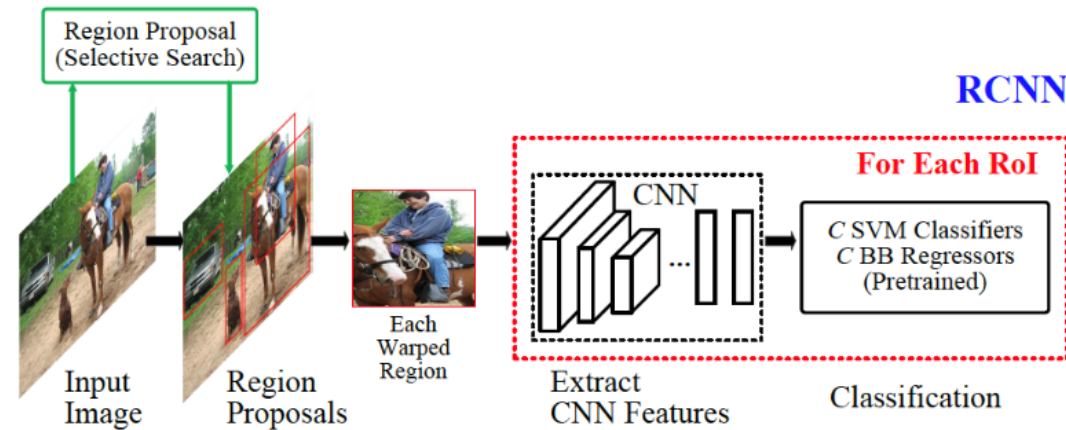 Region Proposal
(Selective Search)
RCNN
For Each RoI
CNN
...
C SVM Classifiers
C BB Regressors
(Pretrained)
Each
Warped
Region
Input
Image
Region
Proposals
Extract
CNN Features
Classification